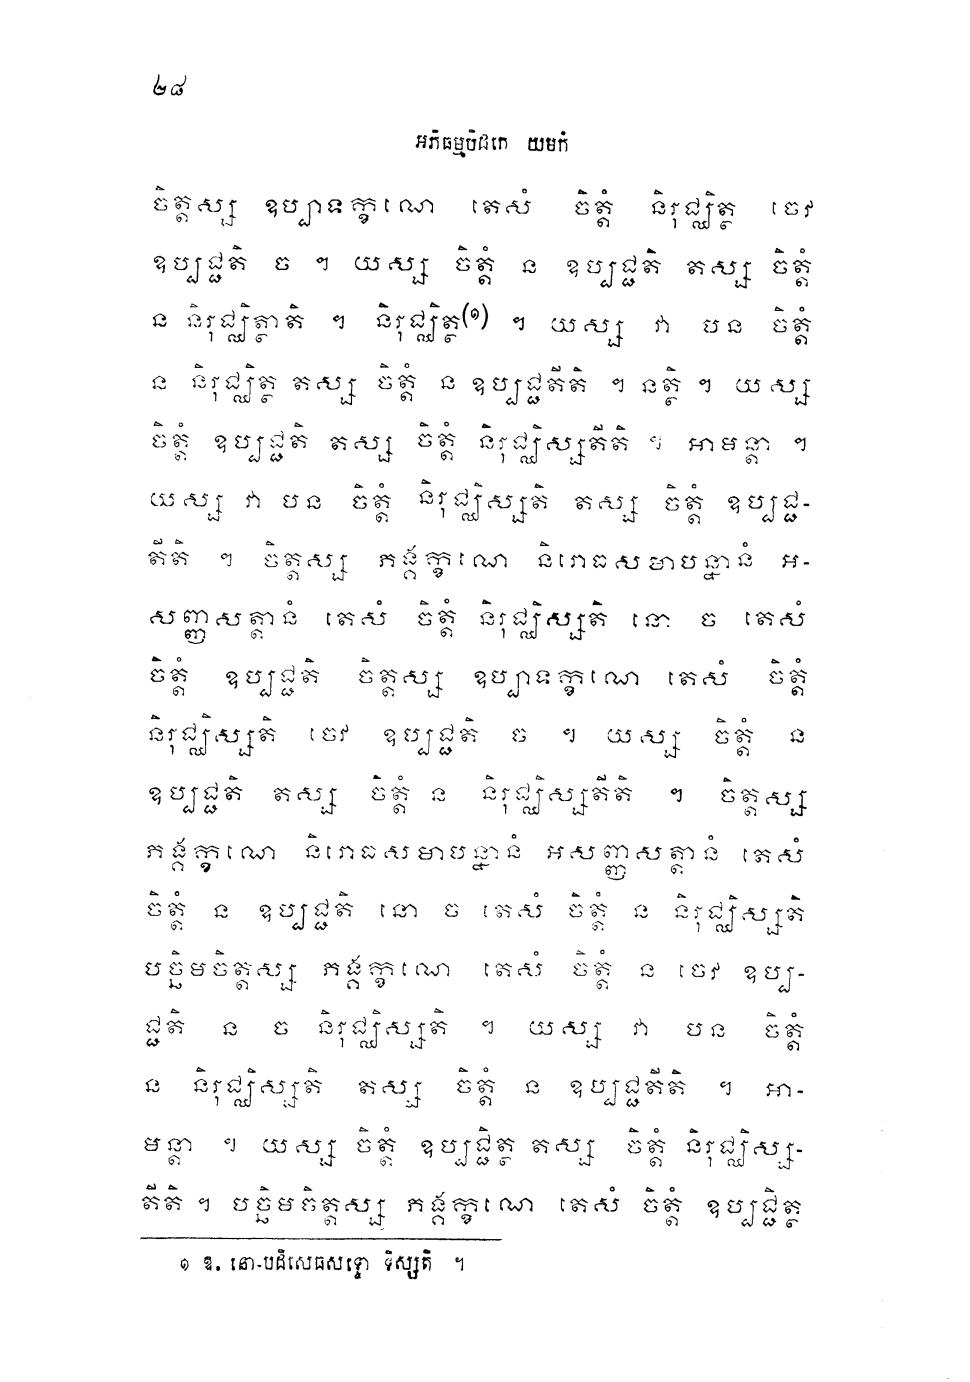 ២៨
អភិធម្មបិដកេ យមកំ
ចិត្តស្ស ឧប្បាទក្ខណេ តេសំ ចិត្តំ និរុជ្ឈិត្ថ ចេវ
ឧប្បជ្ជតិ ច ។ យស្ស ចិត្តំ ន ឧប្បជ្ជតិ តស្ស ចិត្តំ
ន និរុជ្ឈិត្ថាតិ ។ និរុជ្ឈិត្ថ(១) ។ យស្ស វា បន ចិត្តំ
ន និរុជ្ឈិត្ថ តស្ស ចិត្តំ ន ឧប្បជ្ជតីតិ ។ នត្ថិ ។ យស្ស
ចិត្តំ ឧប្បជ្ជតិ តស្ស ចិត្តំ និរុជ្ឈិស្សតីតិ ។ អាមន្តា ។
យស្ស វា បន ចិត្តំ និរុជ្ឈិស្សតិ តស្ស ចិត្តំ ឧប្បជ្ជ-
តីតិ ។ ចិត្តស្ស ភង្គក្ខណេ និរោធសមាបន្នានំ អ-
សញ្ញសត្តានំ តេសំ ចិត្តំ និរុជ្ឈិស្សតិ នោ ច តេសំ
ចិត្តំ ឧប្បជ្ជតិ ចិត្តស្ស ឧប្បាទក្ខណេ តេសំ ចិត្តំ
និរុជ្ឈិស្សតិ ចេវ ឧប្បជ្ជតិ ច ។ យស្ស ចិត្តំ ន
ឧប្បជ្ជតិ តស្ស ចិត្តំ ន និរុជ្ឈិស្សតីតិ ។ ចិត្តស្ស
ភង្គក្ខណេ និរោធសមាបន្នានំ អសញ្ញសត្តានំ តេសំ
ចិត្តំ ន ឧប្បជ្ជតិ នោ ច តេសំ ចិត្តំ ន និរុជ្ឈិស្សតិ
បច្ឆិមចិត្តស្ស ភង្គក្ខណេ តេសំ ចិត្តំ ន ចេវ ឧប្ប-
ជ្ជតិ ន ច និរុជ្ឈិស្សតិ ។ យស្ស វា បន ចិត្តំ
ន និរុជ្ឈិស្សតិ តស្ស ចិត្តំ ន ឧប្បជ្ជតីតិ ។ អា-
មន្តា ។ យស្ស ចិត្តំ ឧប្បជ្ជិត្ថ តស្ស ចិត្តំ និរុជ្ឈិស្ស-
តីតិ ។ បច្ឆិមចិត្តស្ស ភង្គក្ខណេ តេសំ ចិត្តំ ឧប្បជ្ជិត្ថ
១ ឱ. នោ-បដិសេធសទ្ទោ ទិស្សតិ ។